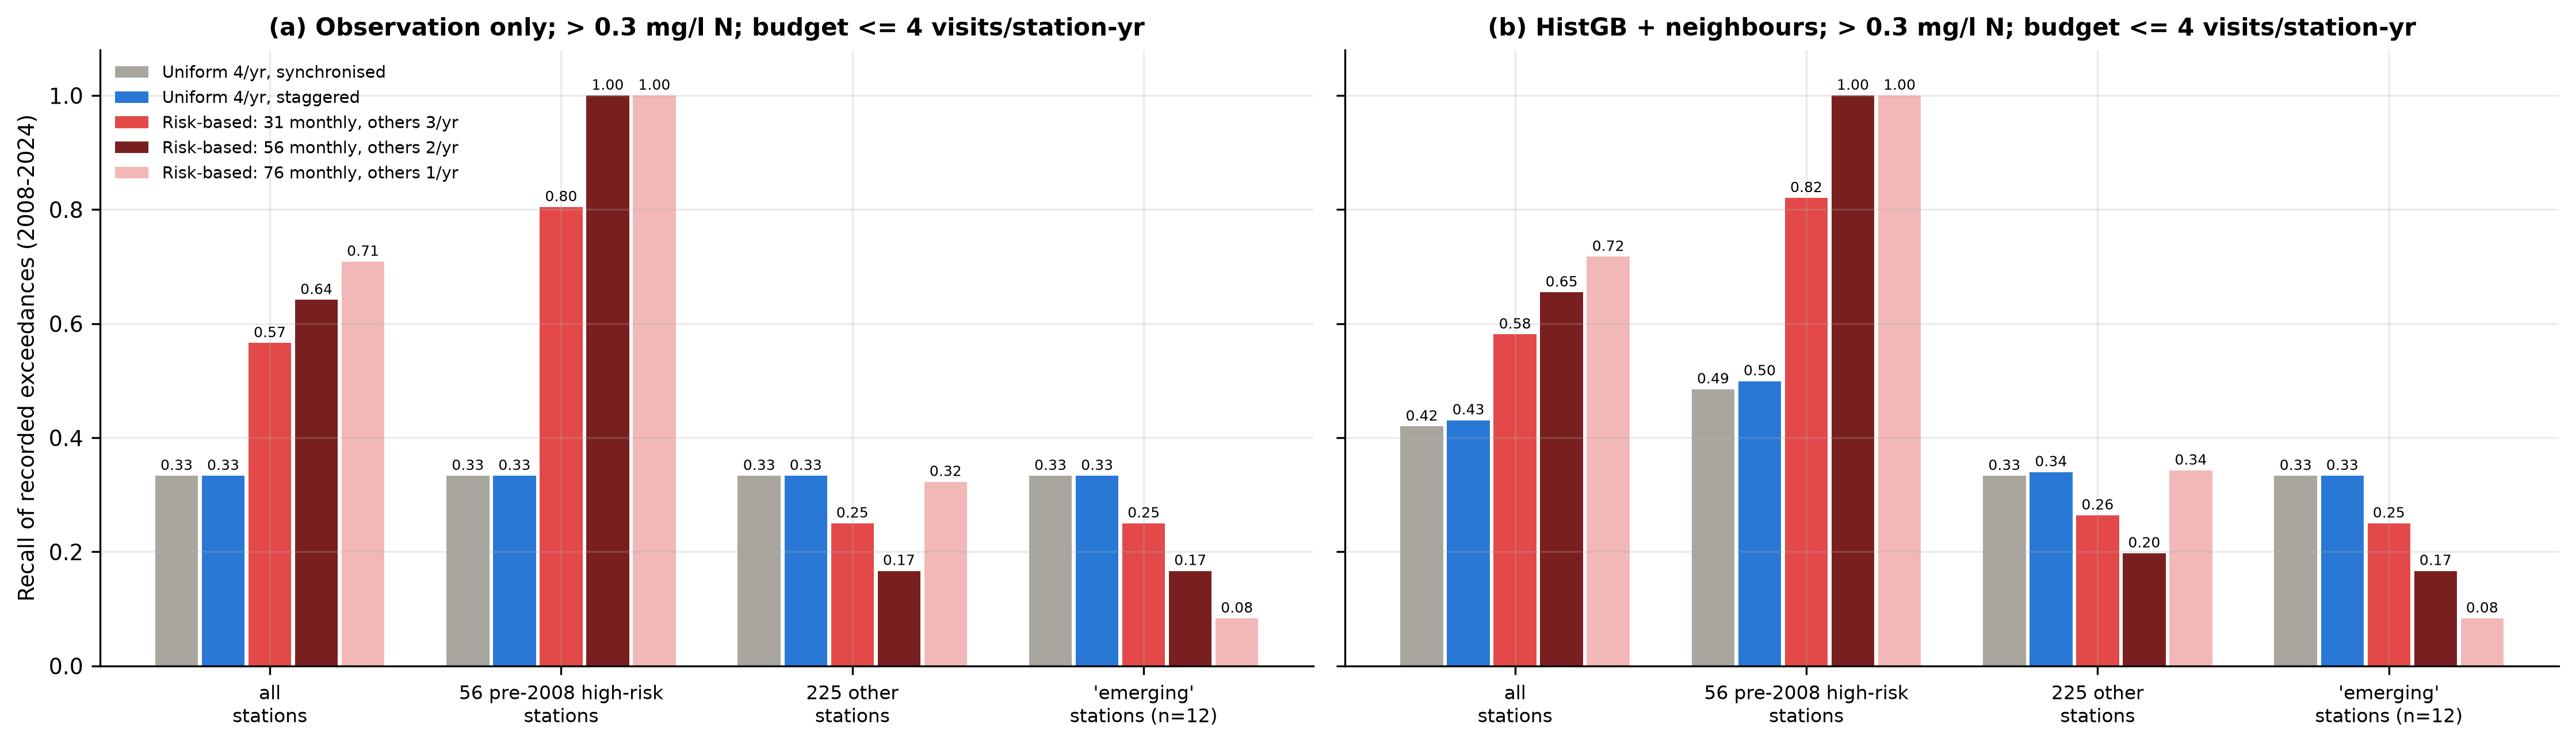 (a) Observation only; > 0.3 mg/l N; budget <= 4 visits/station-yr
Recall of recorded exceedances (2008-2024)
1.0
0.8
0.6
0.4
0.2
0.0
Uniform 4/yr, synchronised
Uniform 4/yr, staggered
Risk-based: 31 monthly, others 3/yr
Risk-based: 56 monthly, others 2/yr
Risk-based: 76 monthly, others 1/yr
0.33 0.33 0.57 0.64 0.71
0.33 0.33 0.80 1.00 1.00
0.33 0.33 0.25 0.17 0.32
0.33 0.33 0.25 0.17 0.08
all
stations
56 pre-2008 high-risk
stations
225 other
stations
'emerging'
stations (n=12)
(b) HistGB + neighbours; > 0.3 mg/l N; budget <= 4 visits/station-yr
0.42 0.43 0.58 0.65 0.72
0.49 0.50 0.82 1.00 1.00
0.33 0.34 0.26 0.20 0.34
0.33 0.33 0.25 0.17 0.08
all
stations
56 pre-2008 high-risk
stations
225 other
stations
'emerging'
stations (n=12)